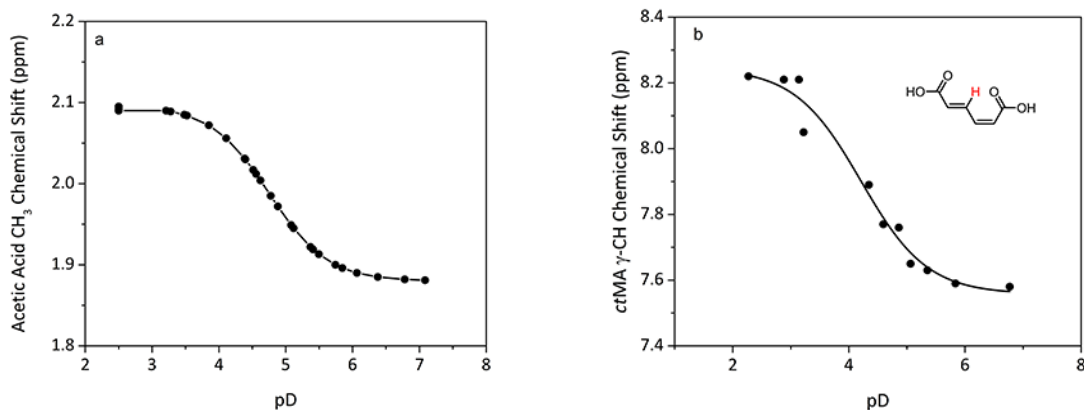 a
Acetic Acid CH₃ Chemical Shift (ppm)
2.2
2.1
2.0
1.9
1.8
2 3 4 5 6 7 8
pD
b
ctMA γ-CH Chemical Shift (ppm)
8.4
8.2
8.0
7.8
7.6
7.4
2 4 6 8
pD
O
HO
H
O
OH